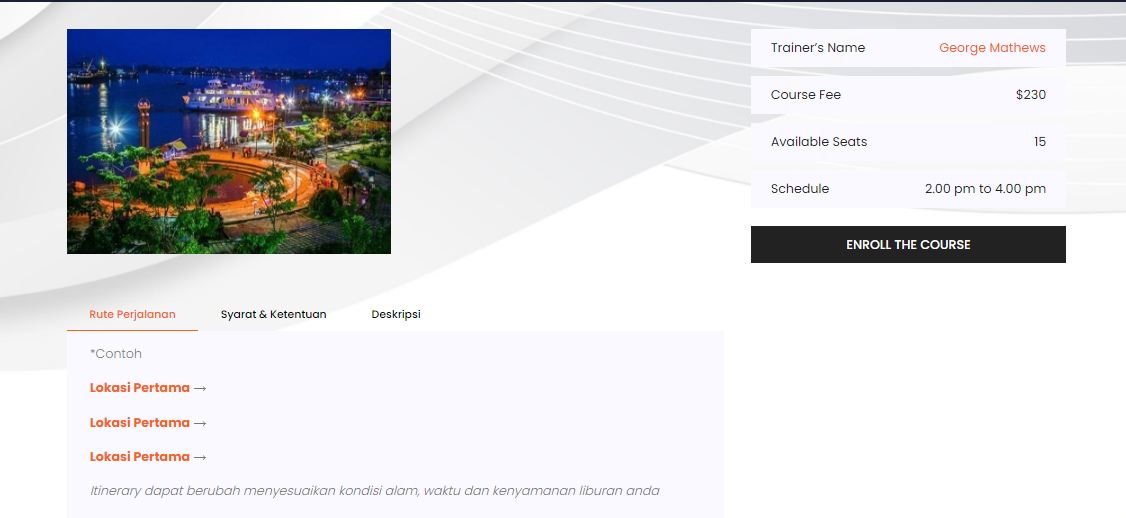 Trainer’s Name George Mathews
Course Fee $230
Available Seats 15
Schedule 2.00 pm to 4.00 pm
ENROLL THE COURSE
Rute Perjalanan Syarat & Ketentuan Deskripsi
*Contoh
Lokasi Pertama →
Lokasi Pertama →
Lokasi Pertama →
Itinerary dapat berubah menyesuaikan kondisi alam, waktu dan kenyamanan liburan anda